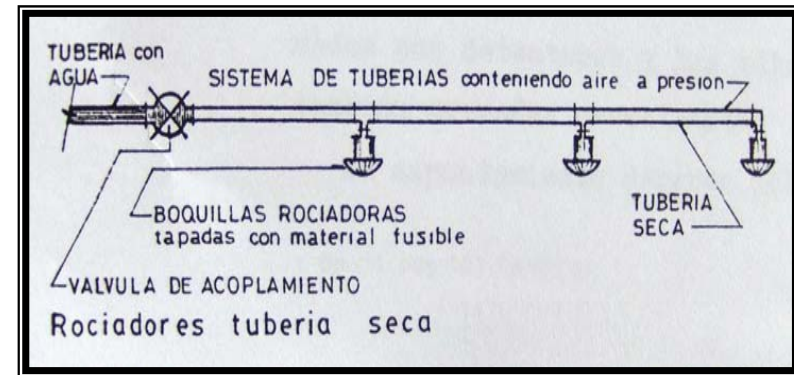 TUBERIA con
AGUA
SISTEMA DE TUBERIAS conteniendo aire a presion
BOQUILLAS ROCIADORAS
tapadas con material fusible
TUBERIA
SECA
VALVULA DE ACOPLAMIENTO
Rociadores tuberia seca